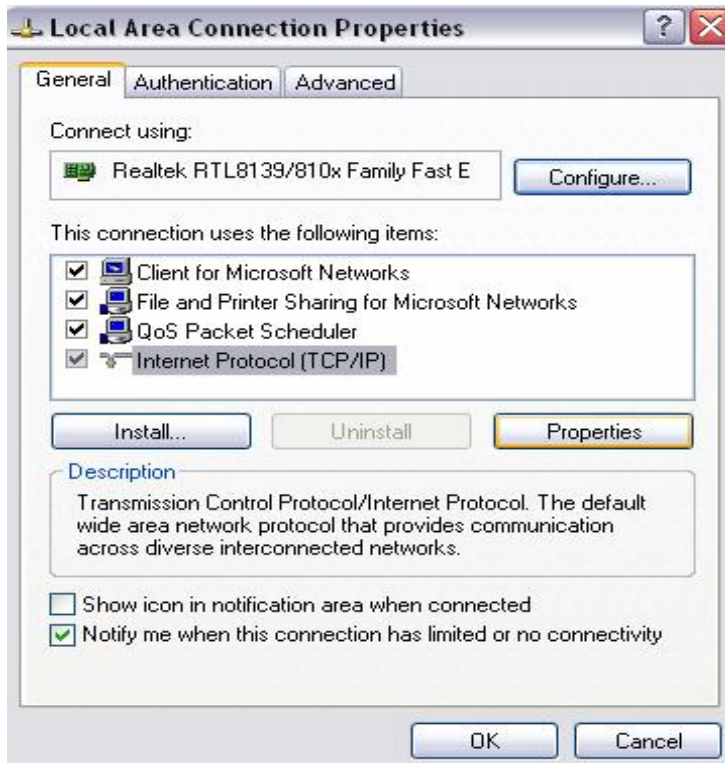 Local Area Connection Properties
?
General
Authentication
Advanced
Connect using:
Realtek RTL8139/810x Family Fast E
Configure...
This connection uses the following items:
Client for Microsoft Networks
File and Printer Sharing for Microsoft Networks
QoS Packet Scheduler
Internet Protocol (TCP/IP)
Install...
Uninstall
Properties
Description
Transmission Control Protocol/Internet Protocol. The default
wide area network protocol that provides communication
across diverse interconnected networks.
Show icon in notification area when connected
Notify me when this connection has limited or no connectivity
OK
Cancel